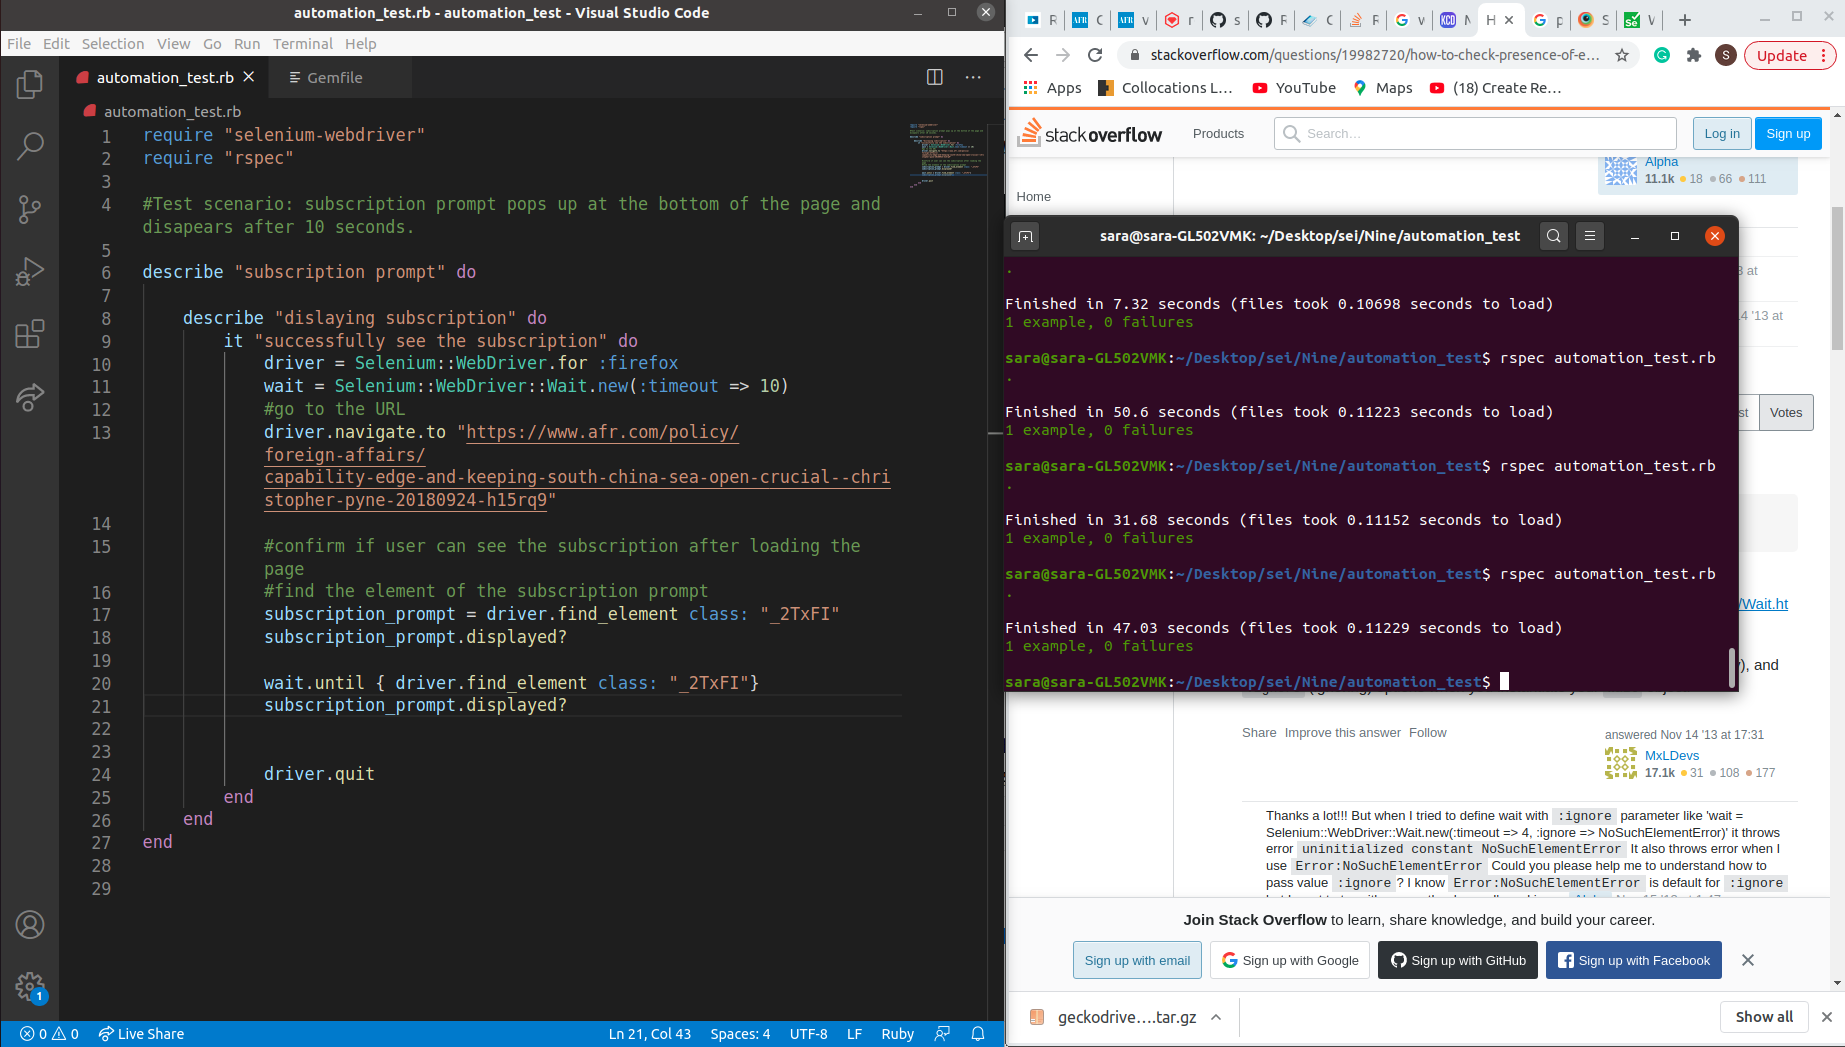 automation_test.rb - automation_test - Visual Studio Code
File Edit Selection View Go Run Terminal Help
automation_test.rb
Gemfile
automation_test.rb
1 require "selenium-webdriver"
2 require "rspec"
3
4 #Test scenario: subscription prompt pops up at the bottom of the page and
disapears after 10 seconds.
5
6 describe "subscription prompt" do
7
8 describe "dislaying subscription" do
9 it "successfully see the subscription" do
10 driver = Selenium::WebDriver.for :firefox
11 wait = Selenium::WebDriver::Wait.new(:timeout => 10)
12 #go to the URL
13 driver.navigate.to "https://www.afr.com/policy/
foreign-affairs/
capability-edge-and-keeping-south-china-sea-open-crucial--chri
stopher-pyne-20180924-h15rq9"
14
15 #confirm if user can see the subscription after loading the
page
16 #find the element of the subscription prompt
17 subscription_prompt = driver.find_element class: "_2TxFI"
18 subscription_prompt.displayed?
19
20 wait.until { driver.find_element class: "_2TxFI"}
21 subscription_prompt.displayed?
22
23
24 driver.quit
25 end
26 end
27 end
28
29
1
0 0 Live Share Ln 21, Col 43 Spaces: 4 UTF-8 LF Ruby
stackoverflow.com/questions/19982720/how-to-check-presence-of-e...
S
Update
Apps Collocations L... YouTube Maps (18) Create Re...
stackoverflow Products Search... Log in Sign up
Home
Alpha
11.1k 18 66 111
sara@sara-GL502VMK: ~/Desktop/sei/Nine/automation_test
.
Finished in 7.32 seconds (files took 0.10698 seconds to load)
1 example, 0 failures
sara@sara-GL502VMK:~/Desktop/sei/Nine/automation_test$ rspec automation_test.rb
.
Finished in 50.6 seconds (files took 0.11223 seconds to load)
1 example, 0 failures
sara@sara-GL502VMK:~/Desktop/sei/Nine/automation_test$ rspec automation_test.rb
.
Finished in 31.68 seconds (files took 0.11152 seconds to load)
1 example, 0 failures
sara@sara-GL502VMK:~/Desktop/sei/Nine/automation_test$ rspec automation_test.rb
.
Finished in 47.03 seconds (files took 0.11229 seconds to load)
1 example, 0 failures
sara@sara-GL502VMK:~/Desktop/sei/Nine/automation_test$
3 at
4 '13 at
st Votes
/Wait.ht
), and
Share Improve this answer Follow
answered Nov 14 '13 at 17:31
MxLDevs
17.1k 31 108 177
Thanks a lot!!! But when I tried to define wait with :ignore parameter like 'wait =
Selenium::WebDriver::Wait.new(:timeout => 4, :ignore => NoSuchElementError)' it throws
error uninitialized constant NoSuchElementError It also throws error when I
use Error:NoSuchElementError Could you please help me to understand how to
pass value :ignore ? I know Error:NoSuchElementError is default for :ignore
Join Stack Overflow to learn, share knowledge, and build your career.
Sign up with email
Sign up with Google
Sign up with GitHub
Sign up with Facebook
geckodrive....tar.gz
Show all